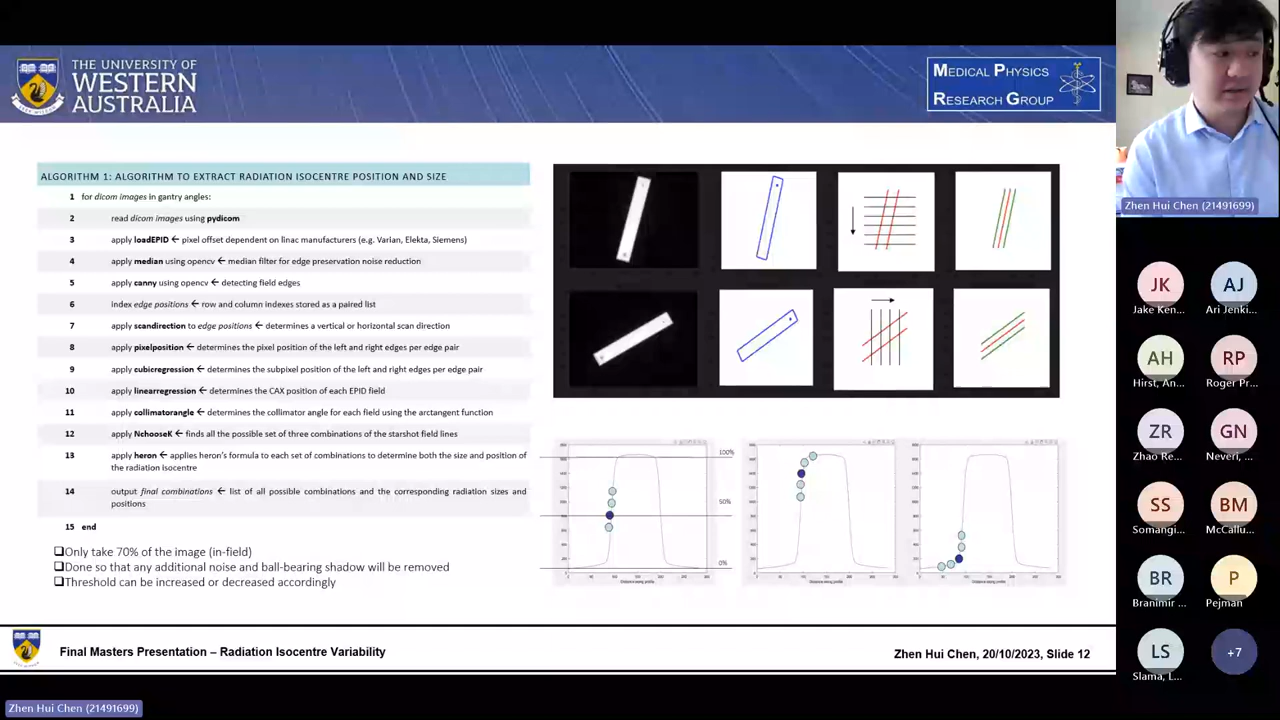 THE UNIVERSITY OF
WESTERN
AUSTRALIA
MEDICAL PHYSICS
RESEARCH GROUP
ALGORITHM 1: ALGORITHM TO EXTRACT RADIATION ISOCENTRE POSITION AND SIZE
1 for dicom images in gantry angles:
2 read dicom images using pydicom
3 apply loadEPID ← pixel offset dependent on linac manufacturers (e.g. Varian, Elekta, Siemens)
4 apply median using opencv ← median filter for edge preservation noise reduction
5 apply canny using opencv ← detecting field edges
6 index edge positions ← row and column indexes stored as a paired list
7 apply scandirection to edge positions ← determines a vertical or horizontal scan direction
8 apply pixelposition ← determines the pixel position of the left and right edges per edge pair
9 apply cubicregression ← determines the subpixel position of the left and right edges per edge pair
10 apply linearregression ← determines the CAX position of each EPID field
11 apply collimatorangle ← determines the collimator angle for each field using the arctangent function
12 apply NchooseK ← finds all the possible set of three combinations of the starshot field lines
13 apply heron ← applies heron's formula to each set of combinations to determine both the size and position of
the radiation isocentre
14 output final combinations ← list of all possible combinations and the corresponding radiation sizes and
positions
15 end
❑Only take 70% of the image (in-field)
❑Done so that any additional noise and ball-bearing shadow will be removed
❑Threshold can be increased or decreased accordingly
100%
50%
0%
Distance along profile
Distance along profile
Distance along profile
Final Masters Presentation – Radiation Isocentre Variability
Zhen Hui Chen, 20/10/2023, Slide 12
Zhen Hui Chen (21491699)
Zhen Hui Chen (21491699)
JK
Jake Ken...
AJ
Ari Jenki...
AH
Hirst, An...
RP
Roger Pr...
ZR
Zhao Re...
GN
Neveri, ...
SS
Somangi...
BM
McCallu...
BR
Branimir ...
P
Pejman
LS
Slama, L...
+7